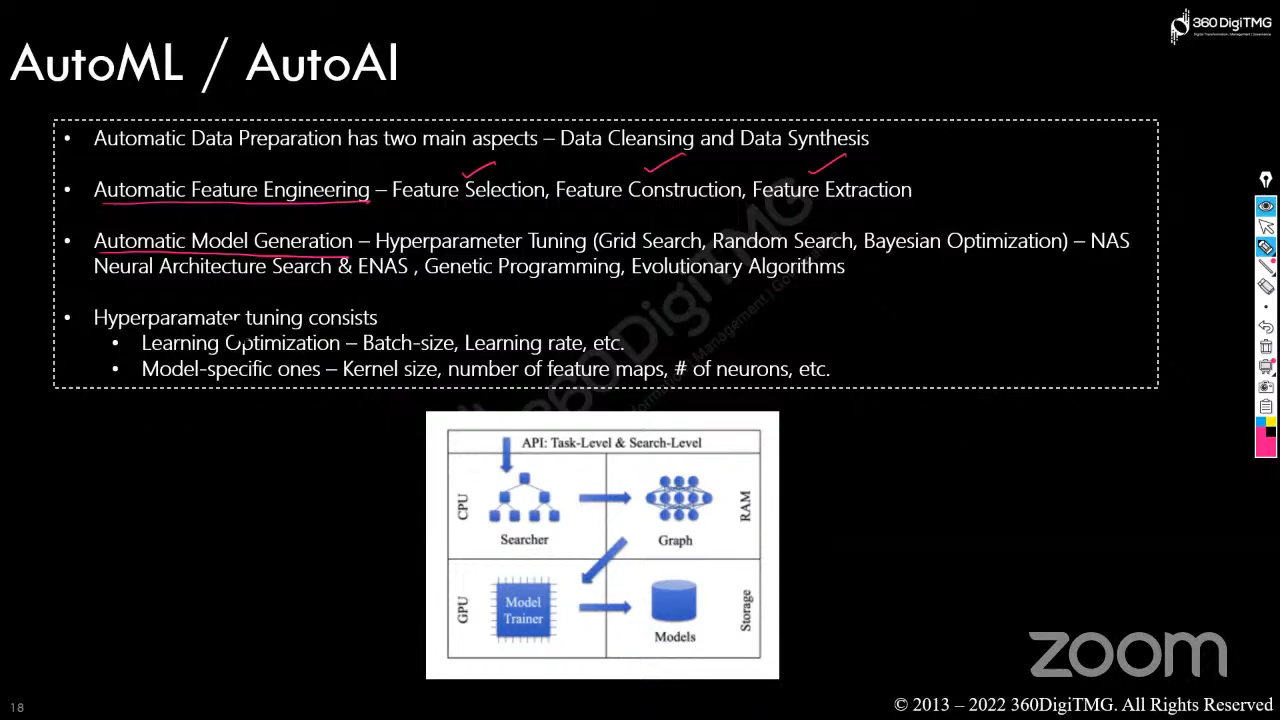 360DigiTMG
AutoML / AutoAI
• Automatic Data Preparation has two main aspects – Data Cleansing and Data Synthesis
• Automatic Feature Engineering – Feature Selection, Feature Construction, Feature Extraction
• Automatic Model Generation – Hyperparameter Tuning (Grid Search, Random Search, Bayesian Optimization) – NAS
Neural Architecture Search & ENAS , Genetic Programming, Evolutionary Algorithms
• Hyperparamater tuning consists
• Learning Optimization – Batch-size, Learning rate, etc.
• Model-specific ones – Kernel size, number of feature maps, # of neurons, etc.
360DigiTMG
API: Task-Level & Search-Level
CPU
Searcher
Graph
RAM
GPU
Model
Trainer
Models
Storage
zoom
18
© 2013 – 2022 360DigiTMG. All Rights Reserved